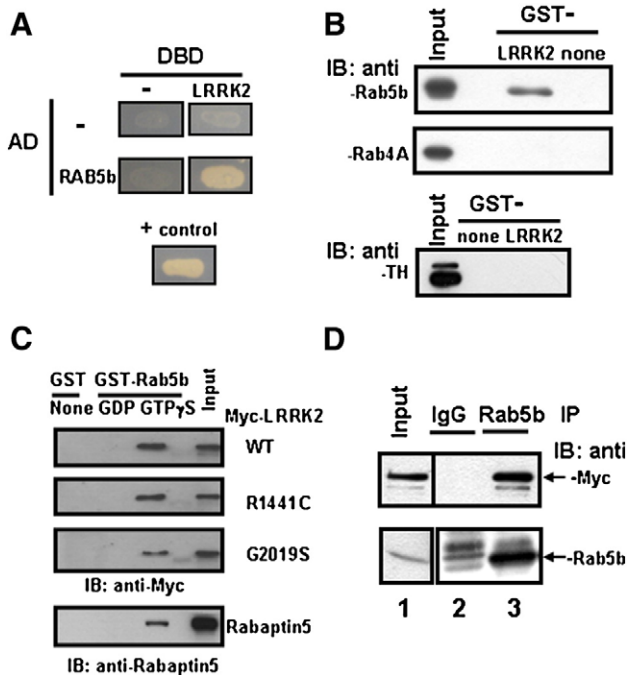 A
DBD
-
LRRK2
AD
-
RAB5b
+ control
B
GST-
Input
LRRK2 none
IB: anti
-Rab5b
-Rab4A
GST-
Input
none LRRK2
IB: anti
-TH
C
GST GST-Rab5b Input
None GDP GTPγS
Myc-LRRK2
WT
R1441C
G2019S
IB: anti-Myc
Rabaptin5
IB: anti-Rabaptin5
D
Input
IgG Rab5b IP
IB: anti
-Myc
-Rab5b
1 2 3